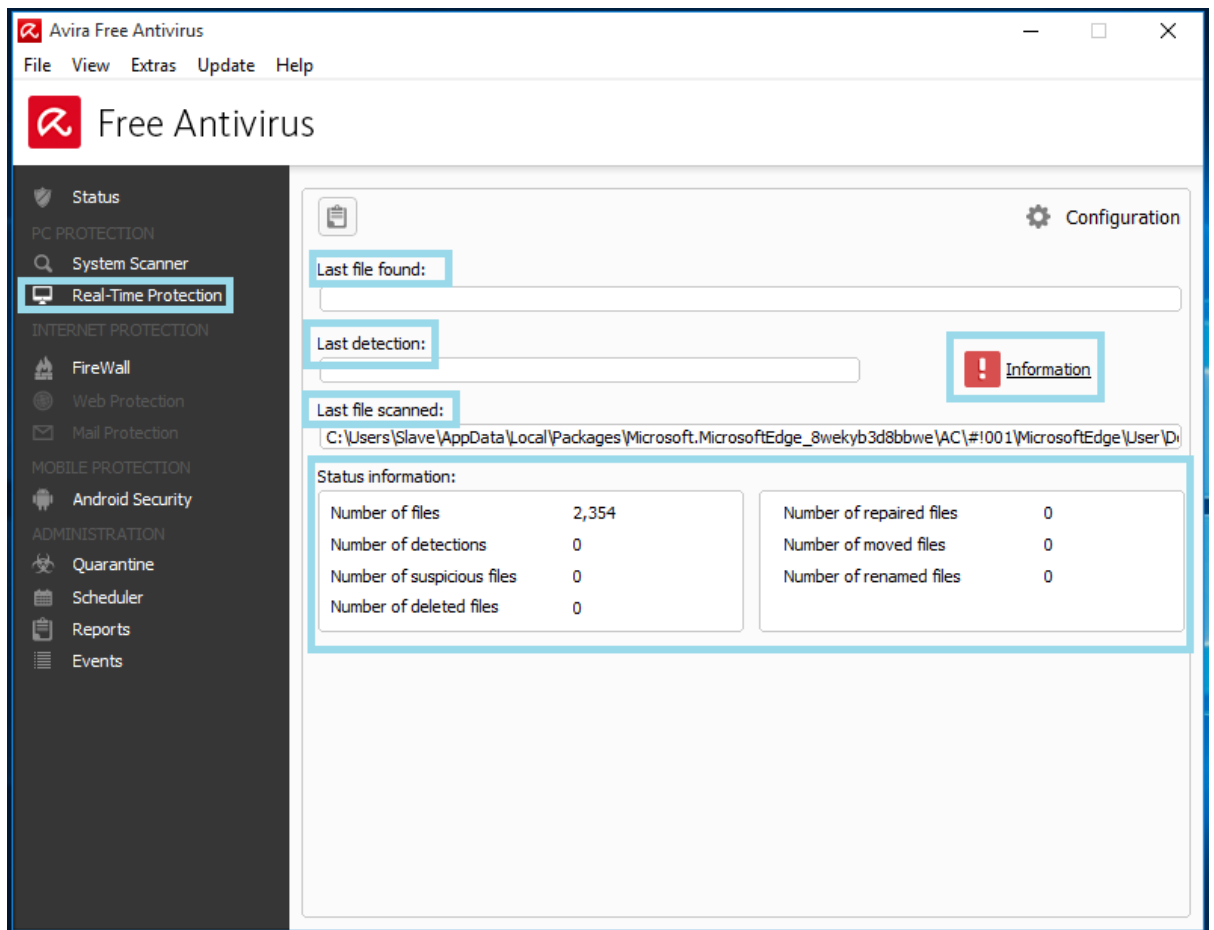 Avira Free Antivirus
File View Extras Update Help
Free Antivirus
Status
PC PROTECTION
System Scanner
Real-Time Protection
INTERNET PROTECTION
FireWall
Web Protection
Mail Protection
MOBILE PROTECTION
Android Security
ADMINISTRATION
Quarantine
Scheduler
Reports
Events
Configuration
Last file found:
Last detection:
Information
Last file scanned:
C:\Users\Slave\AppData\Local\Packages\Microsoft.MicrosoftEdge_8wekyb3d8bbwe\AC\#!001\MicrosoftEdge\User\D
Status information:
Number of files 2,354
Number of detections 0
Number of suspicious files 0
Number of deleted files 0
Number of repaired files 0
Number of moved files 0
Number of renamed files 0